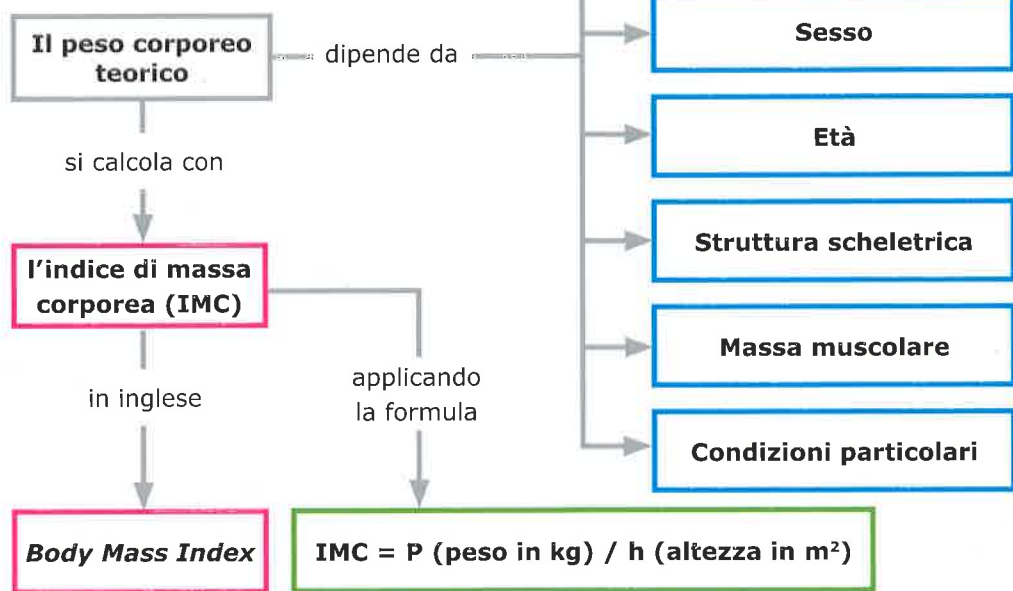 Il peso corporeo
teorico
dipende da
Sesso
Età
Struttura scheletrica
Massa muscolare
Condizioni particolari
si calcola con
l'indice di massa
corporea (IMC)
in inglese
applicando
la formula
Body Mass Index
IMC = P (peso in kg) / h (altezza in m²)